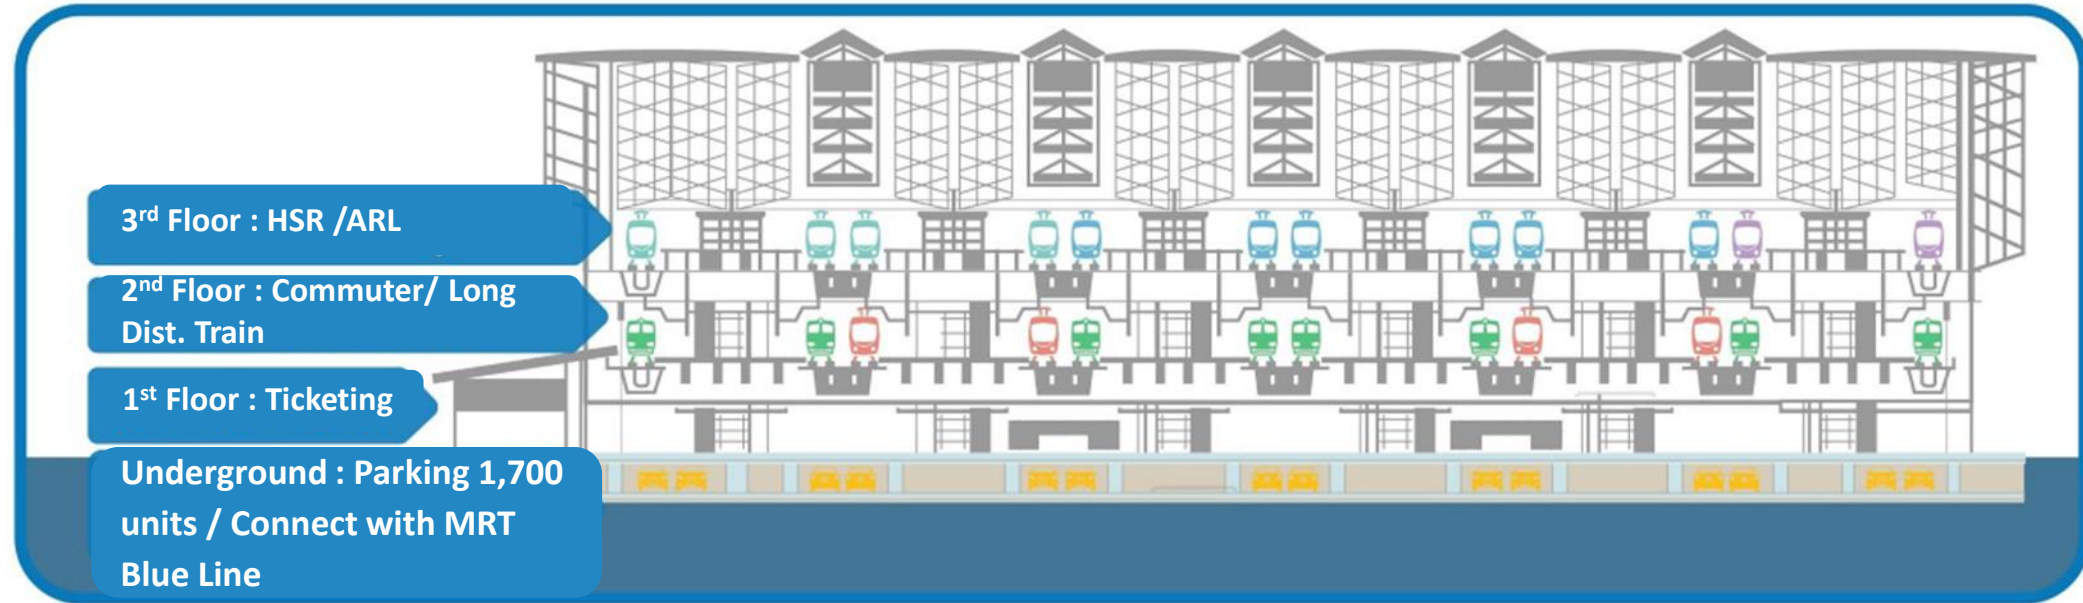 3rd Floor : HSR /ARL
2nd Floor : Commuter/ Long
Dist. Train
1st Floor : Ticketing
Underground : Parking 1,700
units / Connect with MRT
Blue Line